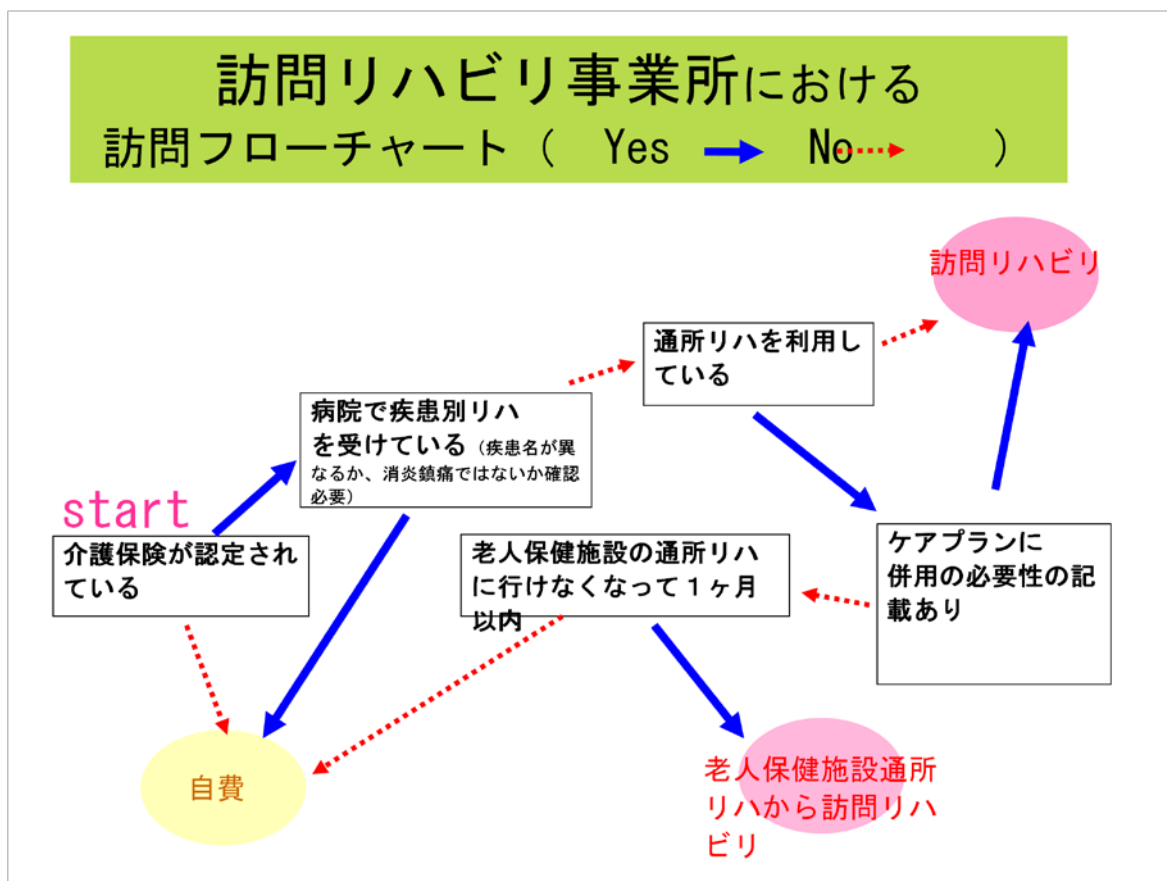 訪問リハビリ事業所における
訪問フローチャート（　Yes　No　）
訪問リハビリ
通所リハを利用し
ている
病院で疾患別リハ
を受けている（疾患名が異
なるか、消炎鎮痛ではないか確認
必要）
start
介護保険が認定され
ている
老人保健施設の通所リハ
に行けなくなって１ヶ月
以内
ケアプランに
併用の必要性の記
載あり
自費
老人保健施設通所
リハから訪問リハ
ビリ